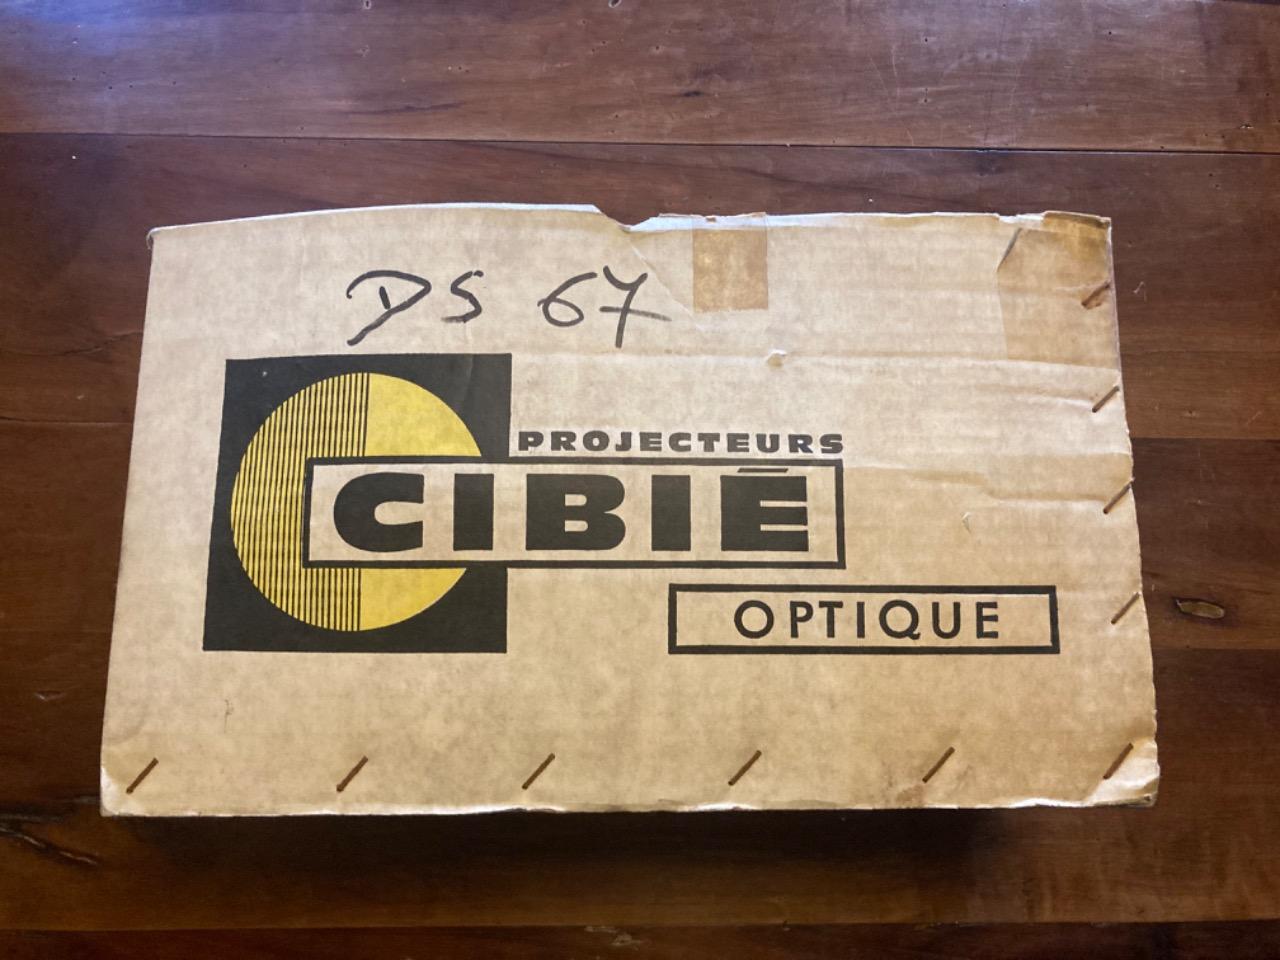 DS 67
PROJECTEURS
CIBIÉ
OPTIQUE